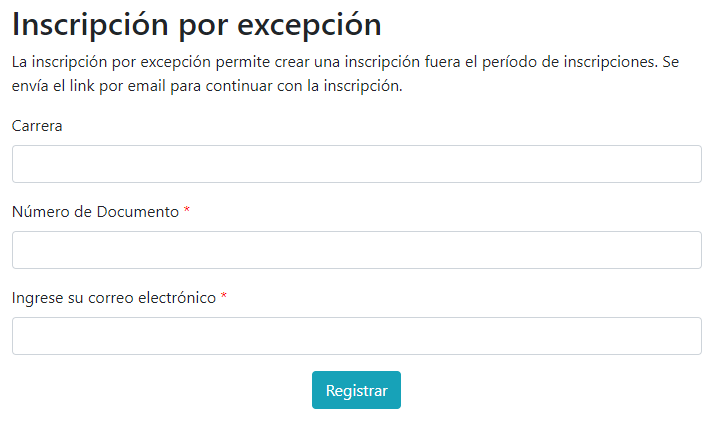 Inscripción por excepción
La inscripción por excepción permite crear una inscripción fuera el período de inscripciones. Se
envía el link por email para continuar con la inscripción.
Carrera
Número de Documento *
Ingrese su correo electrónico *
Registrar